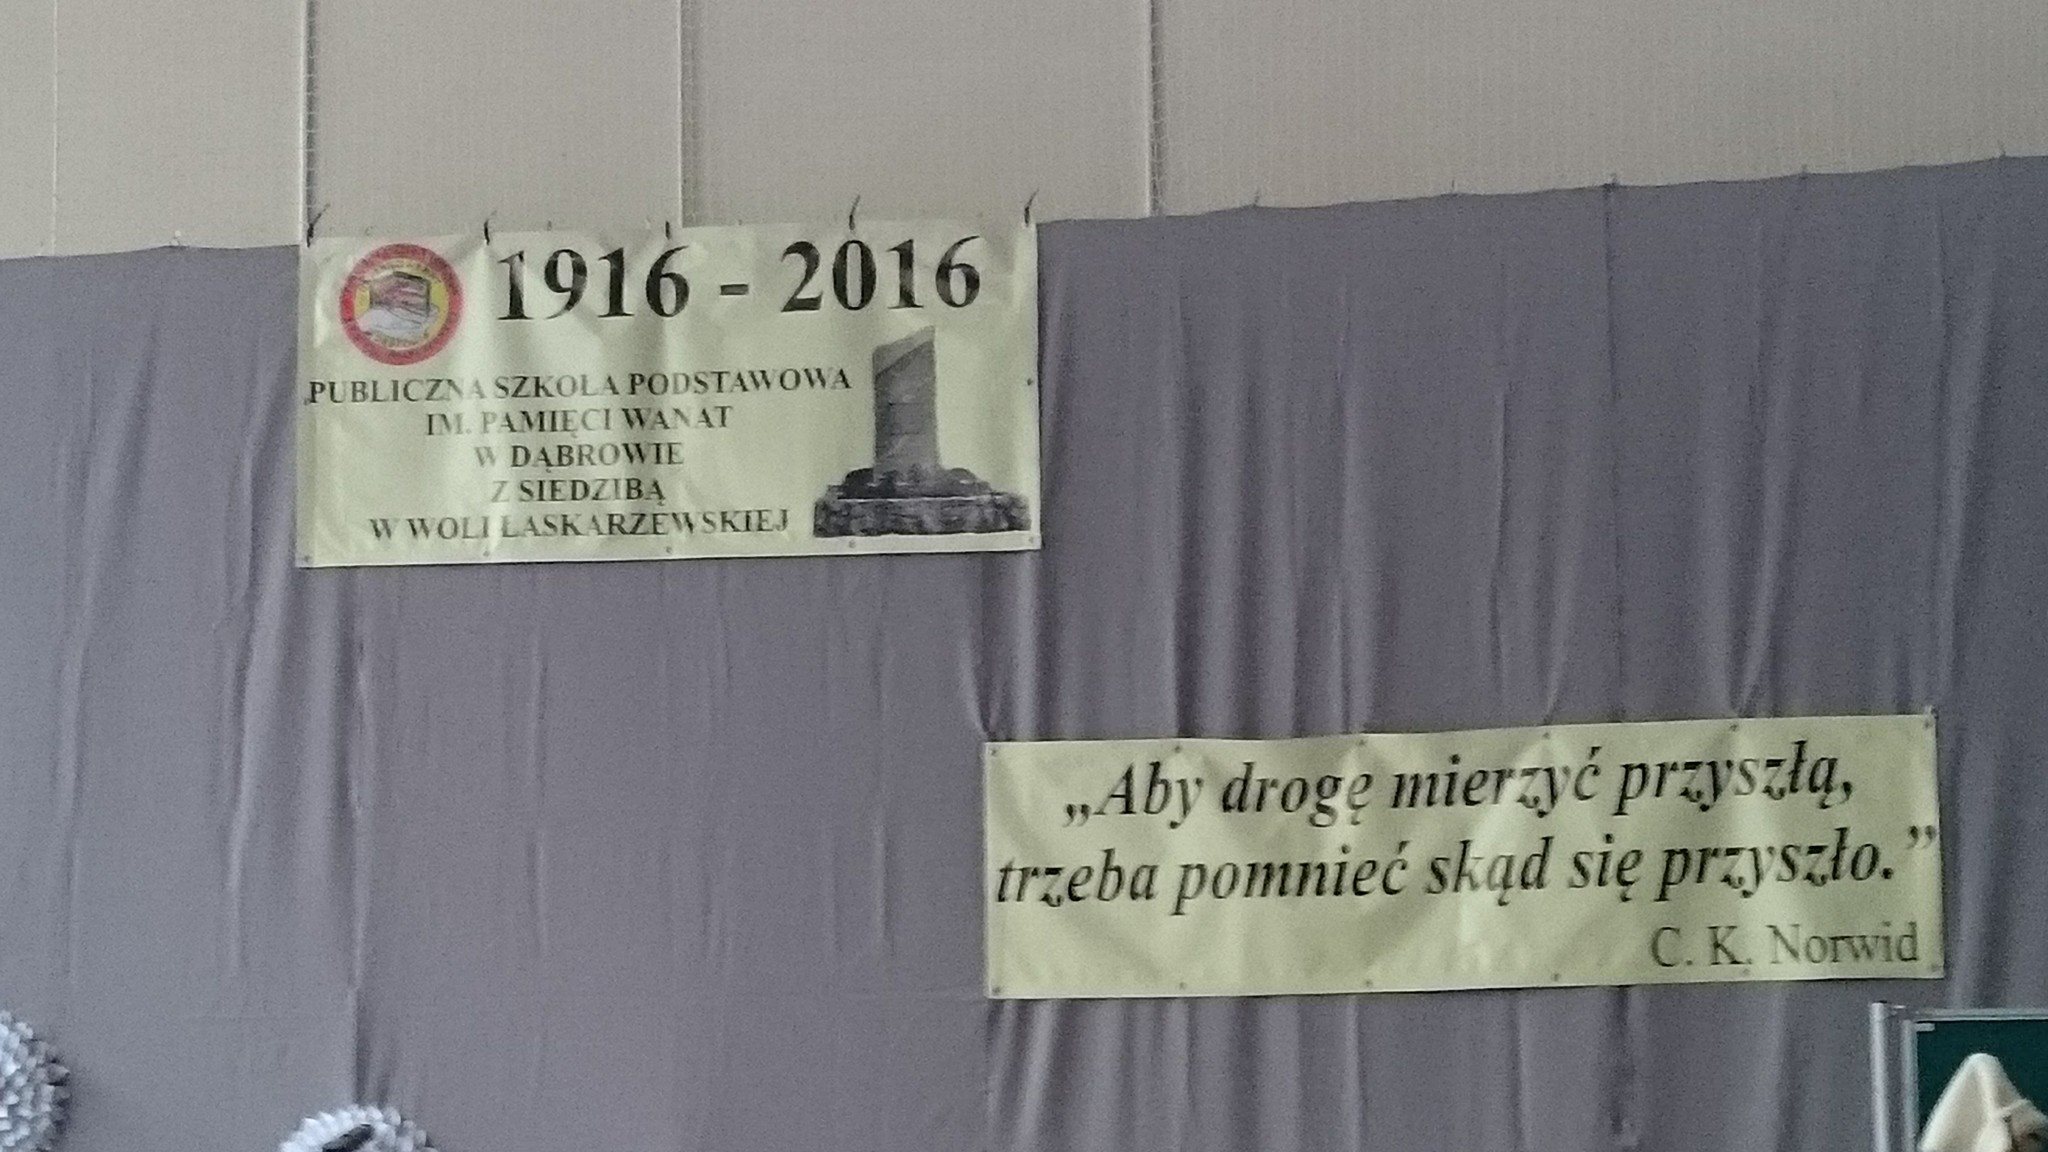 1916 - 2016
PUBLICZNA SZKOŁA PODSTAWOWA
IM. PAMIĘCI WANAT
W DĄBROWIE
Z SIEDZIBĄ
W WOLI ŁASKARZEWSKIEJ
„Aby drogę mierzyć przyszłą,
trzeba pomnieć skąd się przyszło.”
C. K. Norwid